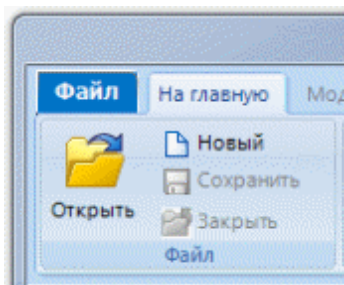 Файл На главную Мод
Новый
Сохранить
Открыть
Закрыть
Файл